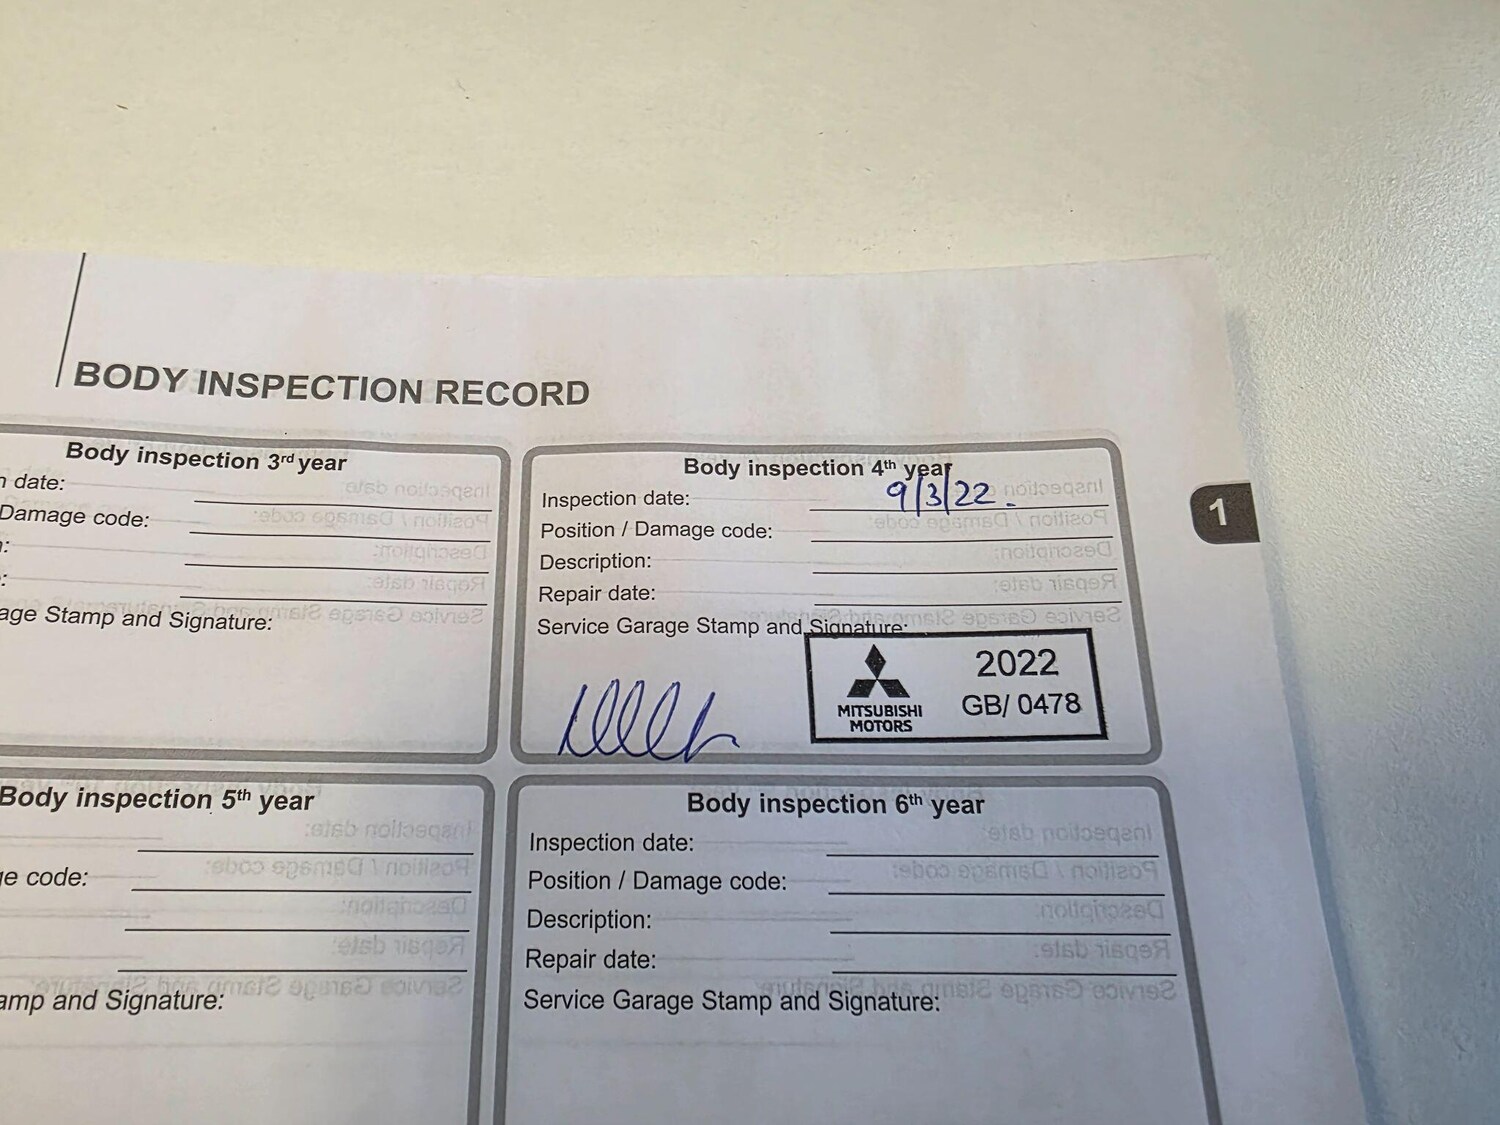 BODY INSPECTION RECORD
Body inspection 3rd year
date:
Damage code:
:
:
age Stamp and Signature:
Body inspection 4th year
Inspection date: 9/3/22.
Position / Damage code:
Description:
Repair date:
Service Garage Stamp and Signature:
MITSUBISHI
MOTORS
2022
GB/ 0478
1
Body inspection 5th year
code:
amp and Signature:
Body inspection 6th year
Inspection date:
Position / Damage code:
Description:
Repair date:
Service Garage Stamp and Signature: